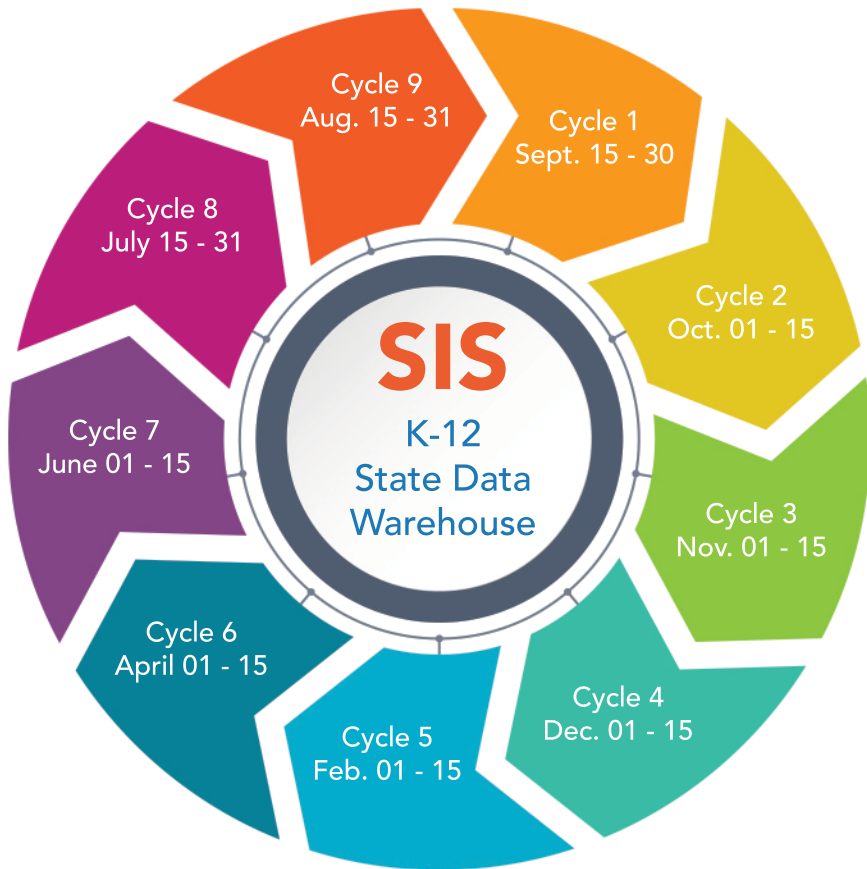 Cycle 9
Aug. 15 - 31
Cycle 1
Sept. 15 - 30
Cycle 8
July 15 - 31
Cycle 2
Oct. 01 - 15
SIS
K-12
State Data
Warehouse
Cycle 7
June 01 - 15
Cycle 3
Nov. 01 - 15
Cycle 6
April 01 - 15
Cycle 4
Dec. 01 - 15
Cycle 5
Feb. 01 - 15